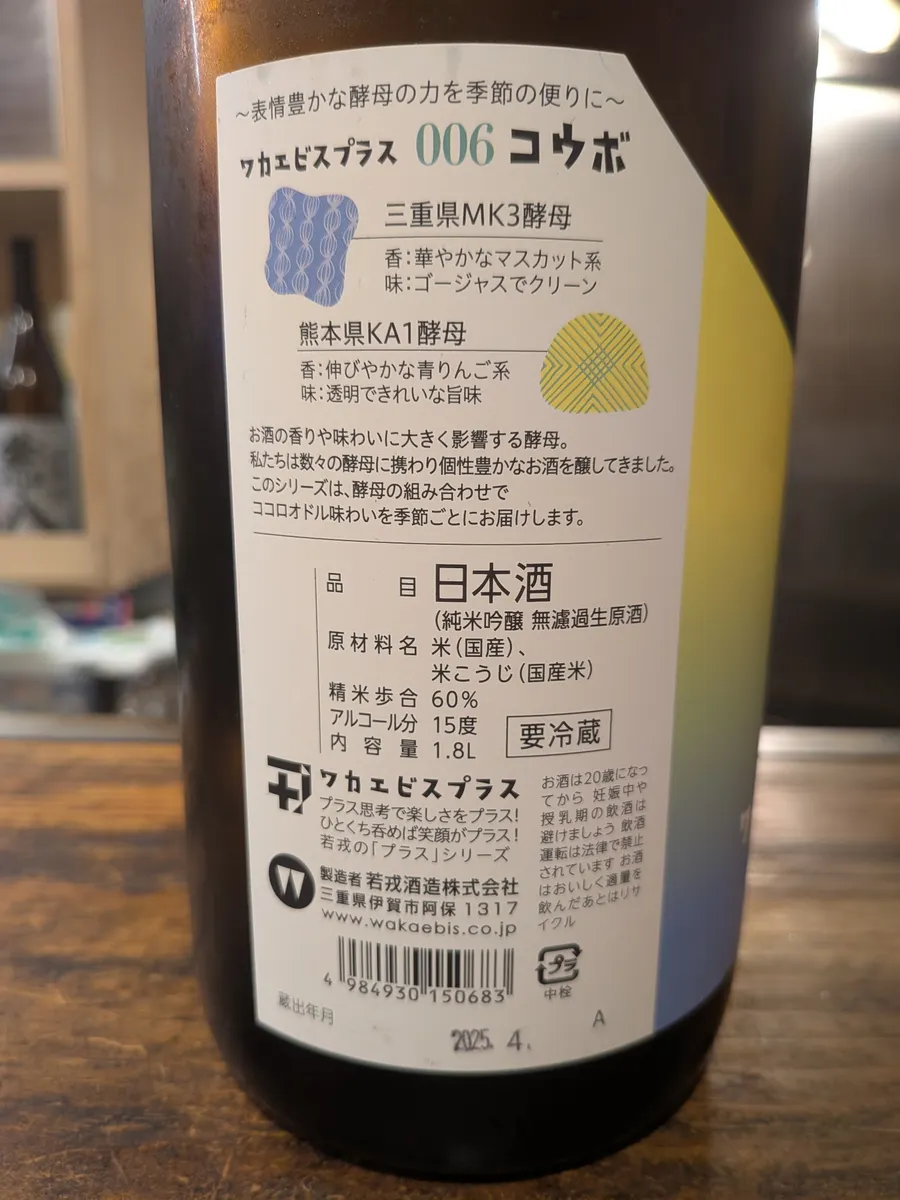 ～表情豊かな酵母の力を季節の便りに～
ワカエビスプラス 006 コウボ
三重県MK3酵母
香：華やかなマスカット系
味：ゴージャスでクリーン
熊本県KA1酵母
香：伸びやかな青りんご系
味：透明できれいな旨味
お酒の香りや味わいに大きく影響する酵母。
私たちは数々の酵母に携わり個性豊かなお酒を醸してきました。
このシリーズは、酵母の組み合わせで
ココロオドル味わいを季節ごとにお届けします。
品目 日本酒
（純米吟醸 無濾過生原酒）
原材料名 米（国産）、
米こうじ（国産米）
精米歩合 60%
アルコール分 15度
内容量 1.8L
要冷蔵
ワカエビスプラス
プラス思考で楽しさをプラス！
ひとくち呑めば笑顔がプラス！
若戎の「プラス」シリーズ
W
製造者 若戎酒造株式会社
三重県伊賀市阿保 1317
www.wakaebis.co.jp
お酒は20歳になっ
てから 妊娠中や
授乳期の飲酒は
避けましょう 飲酒
運転は法律で禁止
されています お酒
はおいしく適量を
飲んだあとはリサ
イクル
4 984930 150683
プラ
中栓
蔵出年月
2025. 4.
A